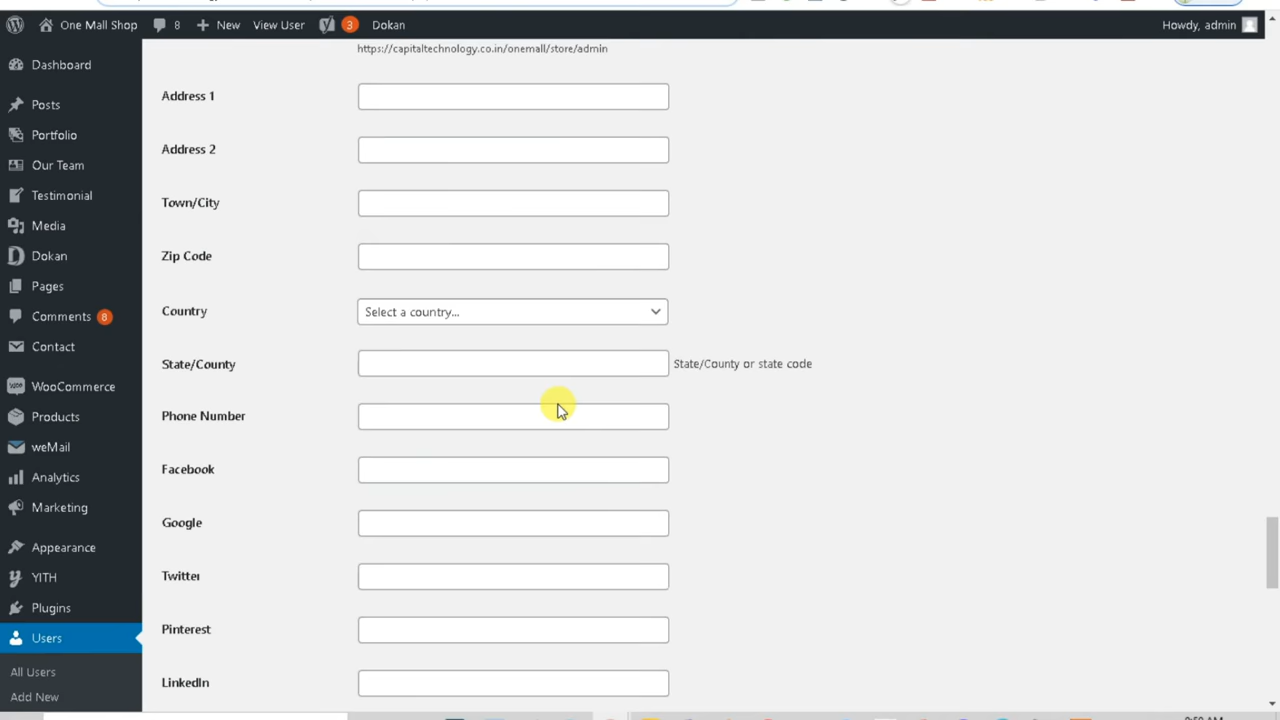 One Mall Shop
8
New
View User
3
Dokan
Howdy, admin
https://capitaltechnology.co.in/onemall/store/admin
Dashboard
Posts
Portfolio
Our Team
Testimonial
Media
Dokan
Pages
Comments 8
Contact
WooCommerce
Products
weMail
Analytics
Marketing
Appearance
YITH
Plugins
Users
All Users
Add New
Address 1
Address 2
Town/City
Zip Code
Country
Select a country...
State/County
State/County or state code
Phone Number
Facebook
Google
Twitter
Pinterest
LinkedIn